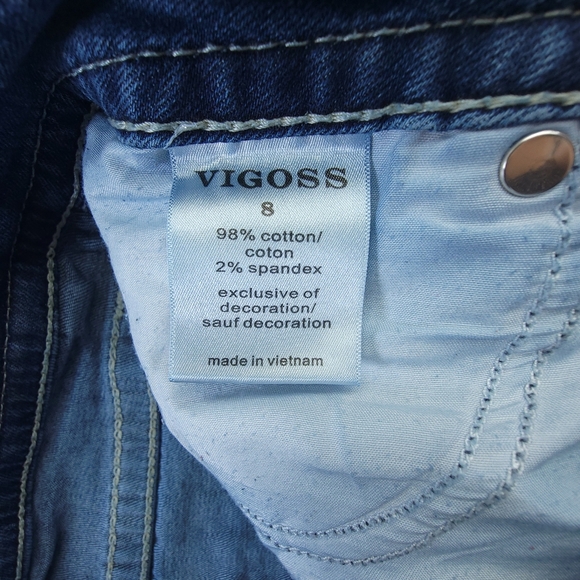 VIGOSS
8
98% cotton/
coton
2% spandex
exclusive of
decoration/
sauf decoration
made in vietnam